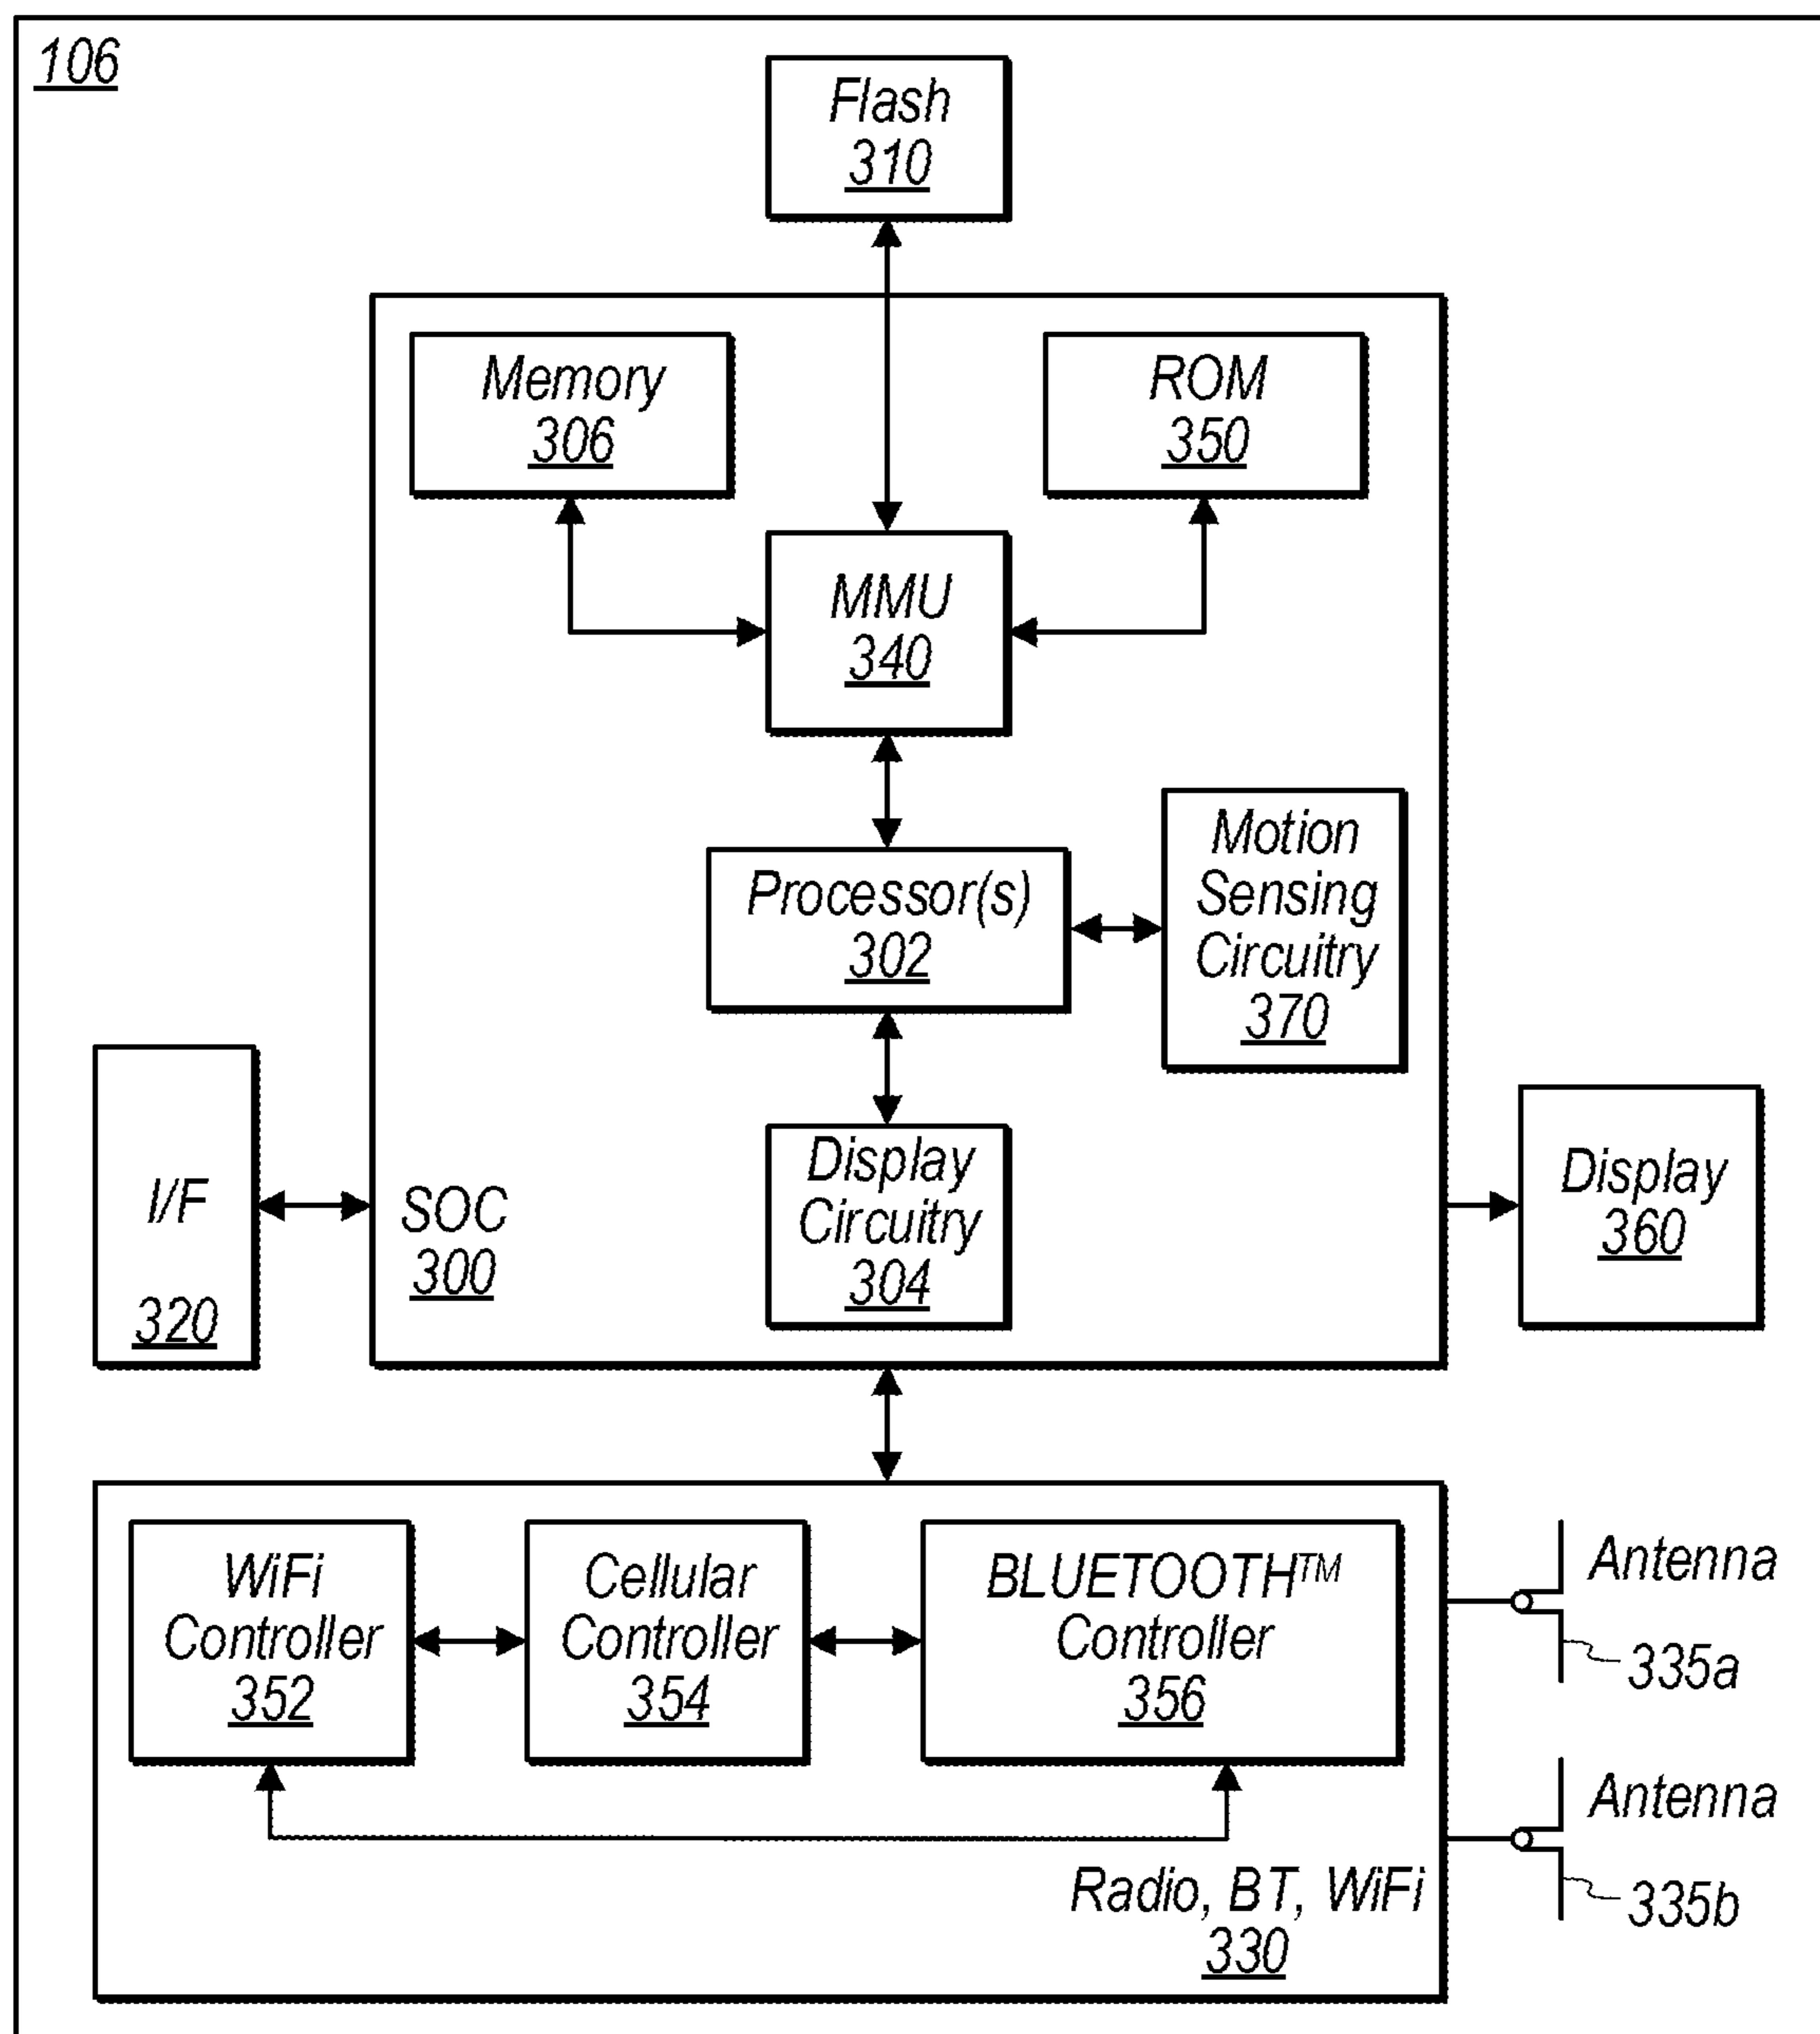 106
Flash
310
Memory
306
ROM
350
MMU
340
Processor(s)
302
Motion
Sensing
Circuitry
370
I/F
320
SOC
300
Display
Circuitry
304
Display
360
WiFi
Controller
352
Cellular
Controller
354
BLUETOOTH™
Controller
356
Antenna
335a
Antenna
335b
Radio, BT, WiFi
330